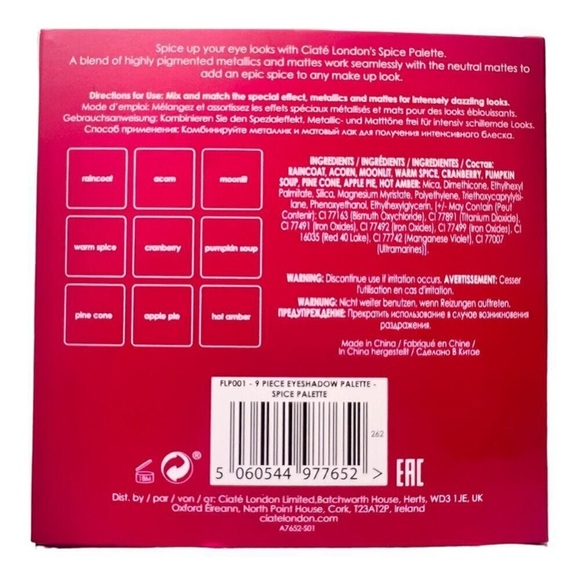 Spice up your eye looks with Ciaté London's Spice Palette.
A blend of highly pigmented metallics and mattes work seamlessly with the neutral mattes to
add an epic spice to any make up look.
Directions for Use: Mix and match the special effect, metallics and mattes for intensely dazzling looks.
Mode d'emploi: Mélangez et assortissez les effets spéciaux métallisés et mats pour des looks éblouissants.
Gebrauchsanweisung: Kombinieren Sie den Spezialeffekt, Metallic- und Matttöne frei für intensiv schillernde Looks.
Способ применения: Комбинируйте металлик и матовый лак для получения интенсивного блеска.
raincoat acorn moonlit
warm spice cranberry pumpkin soup
pine cone apple pie hot amber
INGREDIENTS / INGRÉDIENTS / INGREDIENTES / Состав:
RAINCOAT, ACORN, MOONLIT, WARM SPICE, CRANBERRY, PUMPKIN
SOUP, PINE CONE, APPLE PIE, HOT AMBER: Mica, Dimethicone, Ethylhexyl
Palmitate, Silica, Magnesium Myristate, Polyethylene, Triethoxycaprylylsi-
lane, Phenoxyethanol, Ethylhexylglycerin. [+/- May Contain (Peut
Contenir): CI 77163 (Bismuth Oxychloride), CI 77891 (Titanium Dioxide),
CI 77491 (Iron Oxides), CI 77492 (Iron Oxides), CI 77499 (Iron Oxides), CI
16035 (Red 40 Lake), CI 77742 (Manganese Violet), CI 77007
(Ultramarines)].
WARNING: Discontinue use if irritation occurs. AVERTISSEMENT: Cesser
l'utilisation en cas d'irritation.
WARNUNG: Nicht weiter benutzen, wenn Reizungen auftreten.
ПРЕДУПРЕЖДЕНИЕ: Прекратить использование в случае возникновения
раздражения.
Made in China / Fabriqué en Chine /
In China hergestellt / Сделано В Китае
FLP001 - 9 PIECE EYESHADOW PALETTE -
SPICE PALETTE
262
18M
5 060544 977652 >
EAC
Dist. by / par / von / от: Ciaté London Limited,Batchworth House, Herts, WD3 1JE, UK
Oxford Eireann, North Point House, Cork, T23AT2P, Ireland
ciatelondon.com
A7652-S01